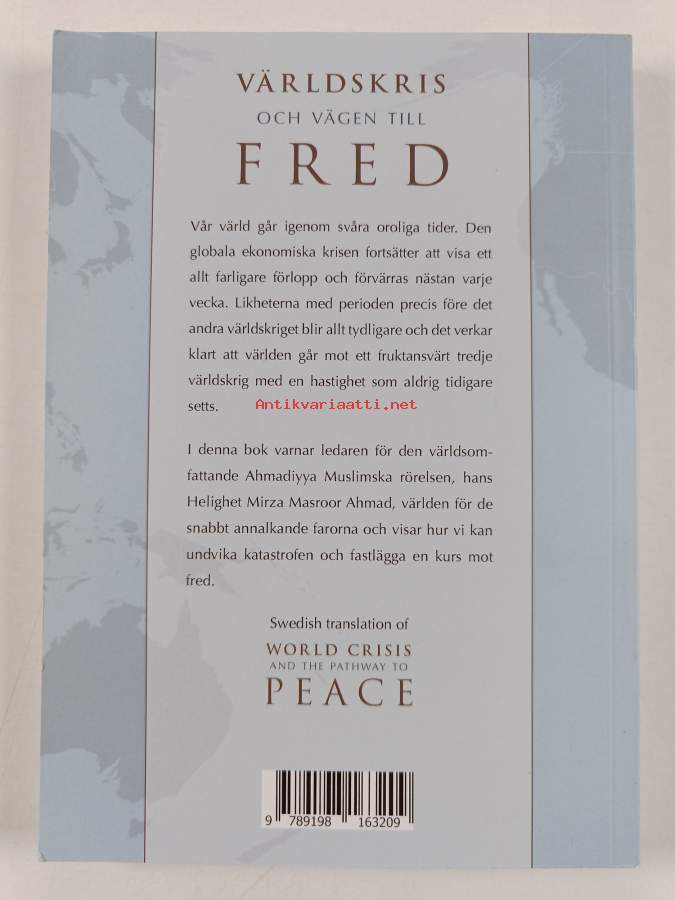 VÄRLDSKRIS
OCH VÄGEN TILL
FRED
Vår värld går igenom svåra oroliga tider. Den
globala ekonomiska krisen fortsätter att visa ett
allt farligare förlopp och förvärras nästan varje
vecka. Likheterna med perioden precis före det
andra världskriget blir allt tydligare och det verkar
klart att världen går mot ett fruktansvärt tredje
världskrig med en hastighet som aldrig tidigare
setts.
Antikvariaatti.net
I denna bok varnar ledaren för den världsom-
fattande Ahmadiyya Muslimska rörelsen, hans
Helighet Mirza Masroor Ahmad, världen för de
snabbt annalkande farorna och visar hur vi kan
undvika katastrofen och fastlägga en kurs mot
fred.
Swedish translation of
WORLD CRISIS
AND THE PATHWAY TO
PEACE
9 789198 163209